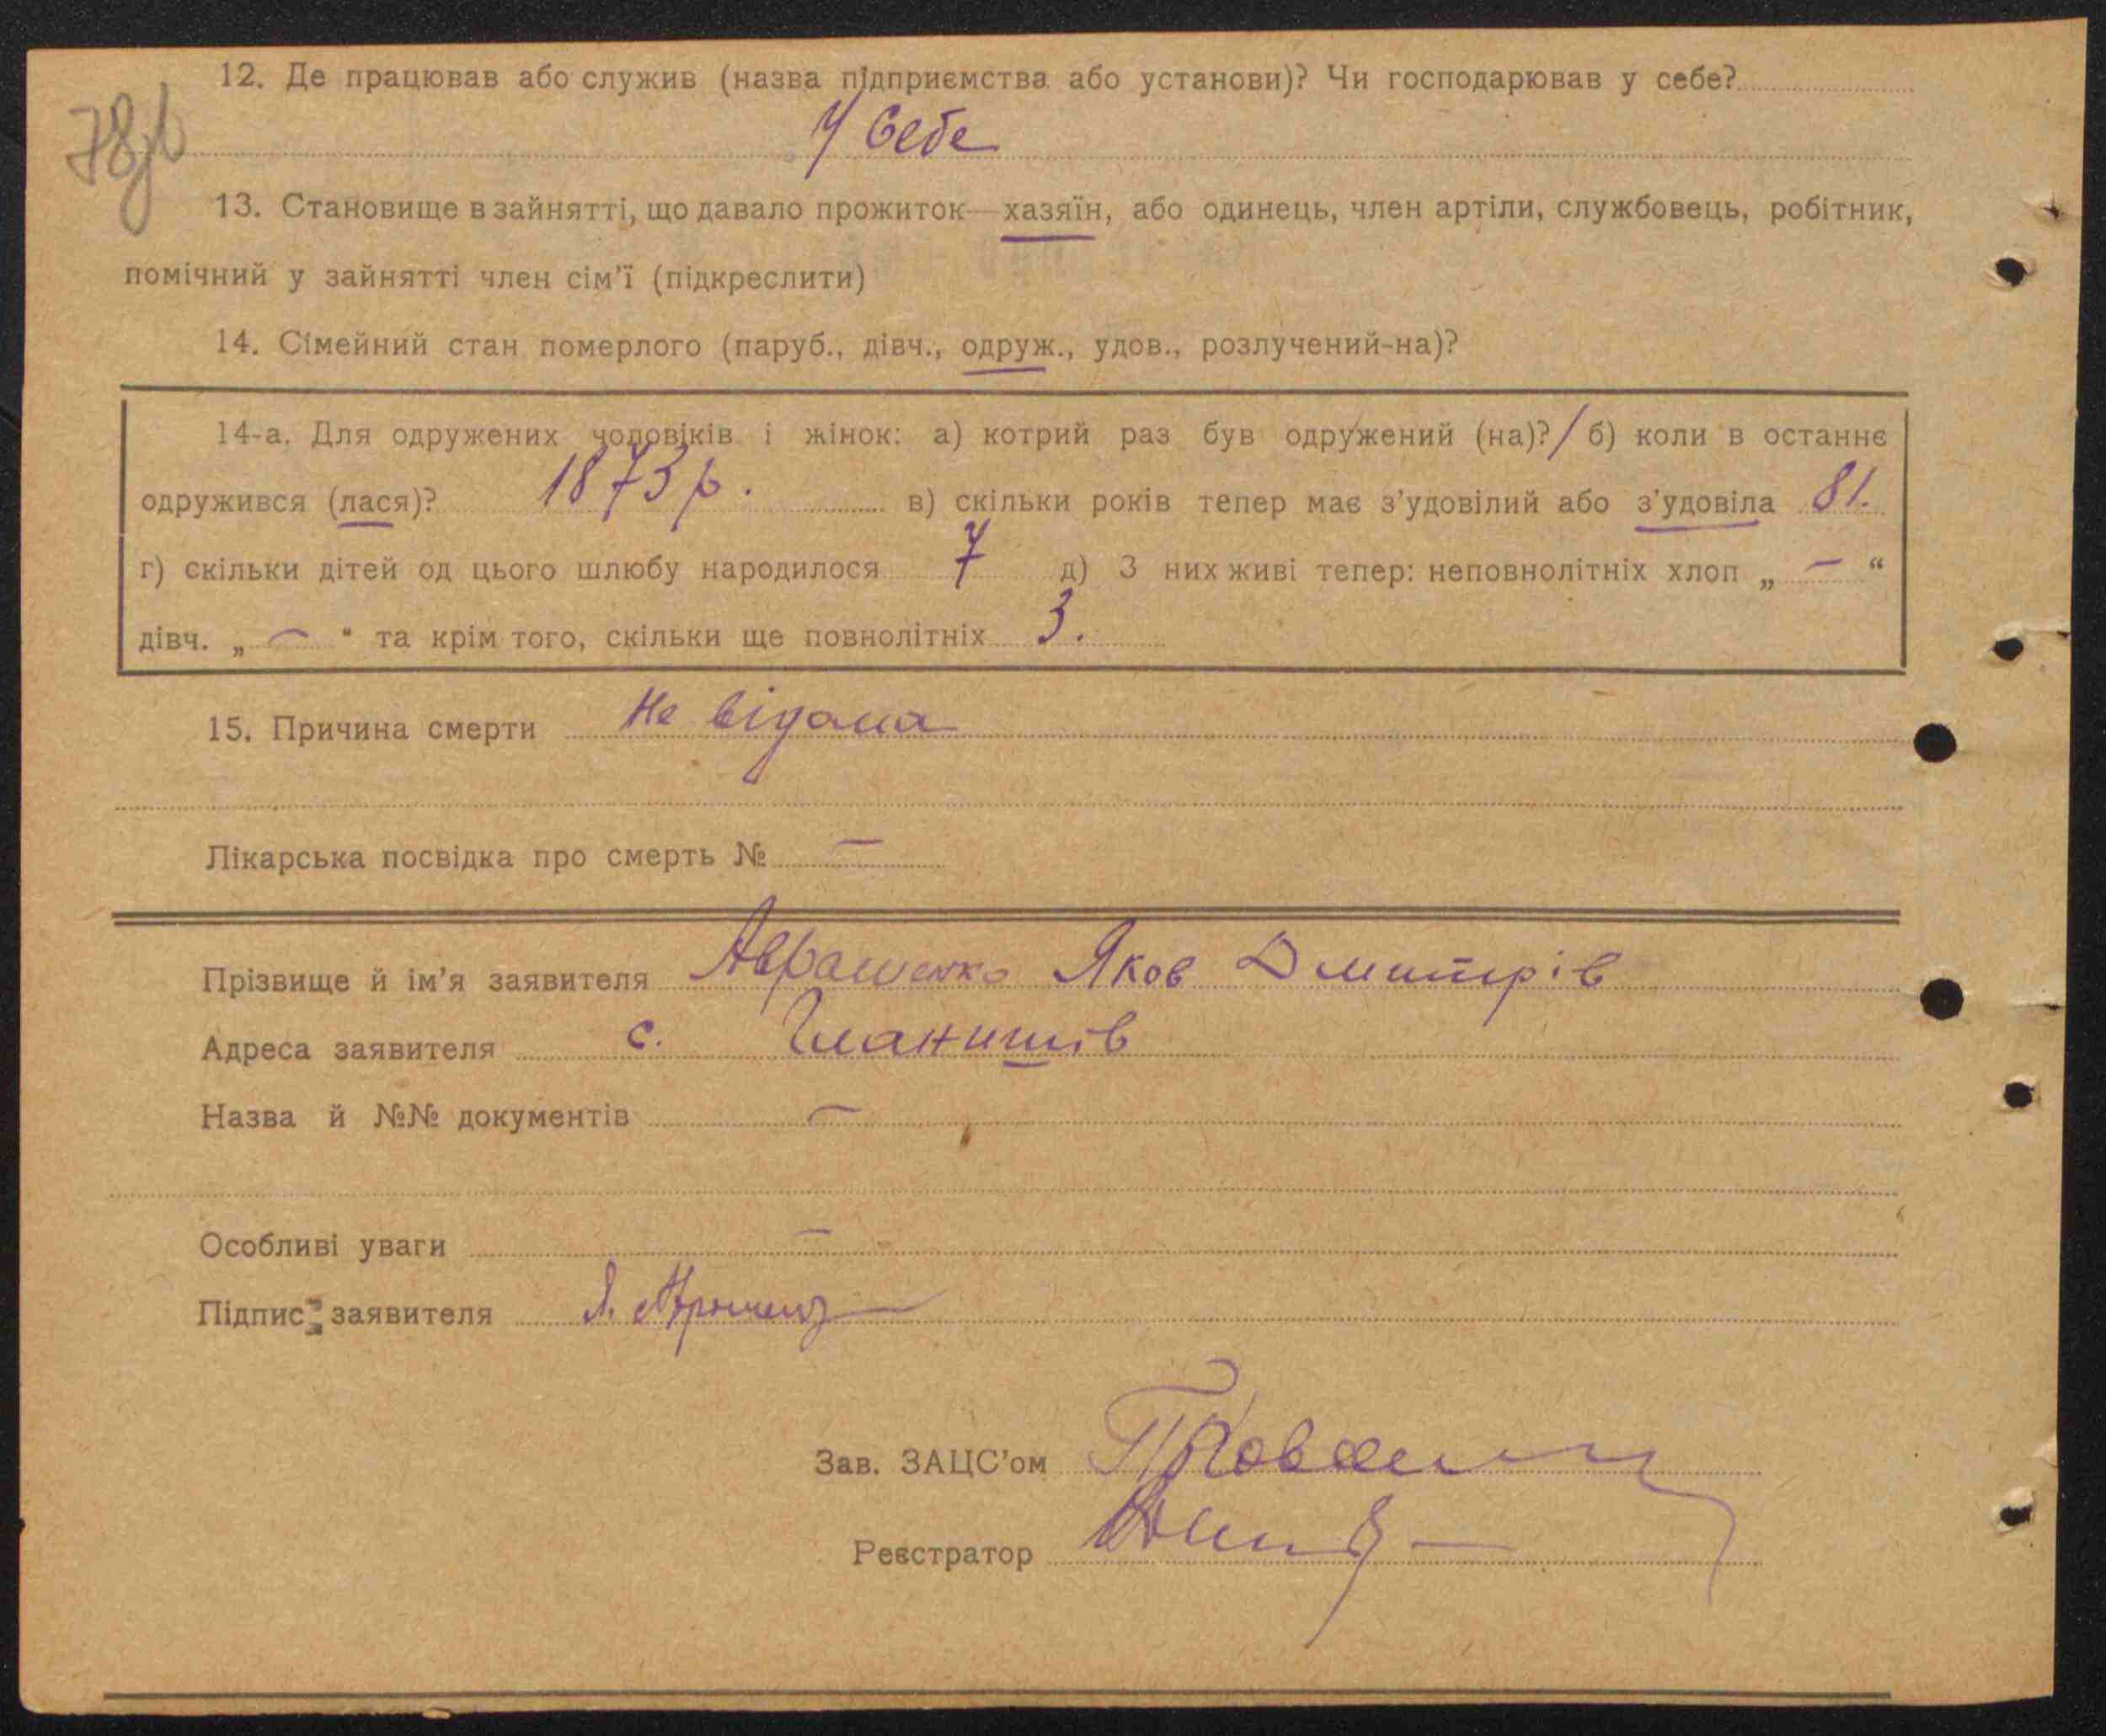 12. Де працював або служив (назва підприємства або установи)? Чи господарював у себе?
У себе
78
13. Становище в зайнятті, що давало прожиток—хазяїн, або одинець, член артіли, службовець, робітник,
помічний у зайнятті член сім’ї (підкреслити)
14. Сімейний стан померлого (паруб., дівч., одруж., удов., розлучений-на)?
14-а. Для одружених чоловіків і жінок: а) котрий раз був одружений (на)? / б) коли в останнє
одружився (лася)? 1873 р. в) скільки років тепер має з’удовілий або з’удовіла 81.
г) скільки дітей од цього шлюбу народилося 7 д) З них живі тепер: неповнолітніх хлоп „ — “
дівч. „ — “ та крім того, скільки ще повнолітніх 3.
15. Причина смерти Не відома
Лікарська посвідка про смерть № —
Прізвище й ім’я заявителя Аврашенко Яков Дмитрів
Адреса заявителя с. Гланишів
Назва й №№ документів —
Особливі уваги —
Підпис заявителя Я.
Зав. ЗАЦС’ом
Реєстратор